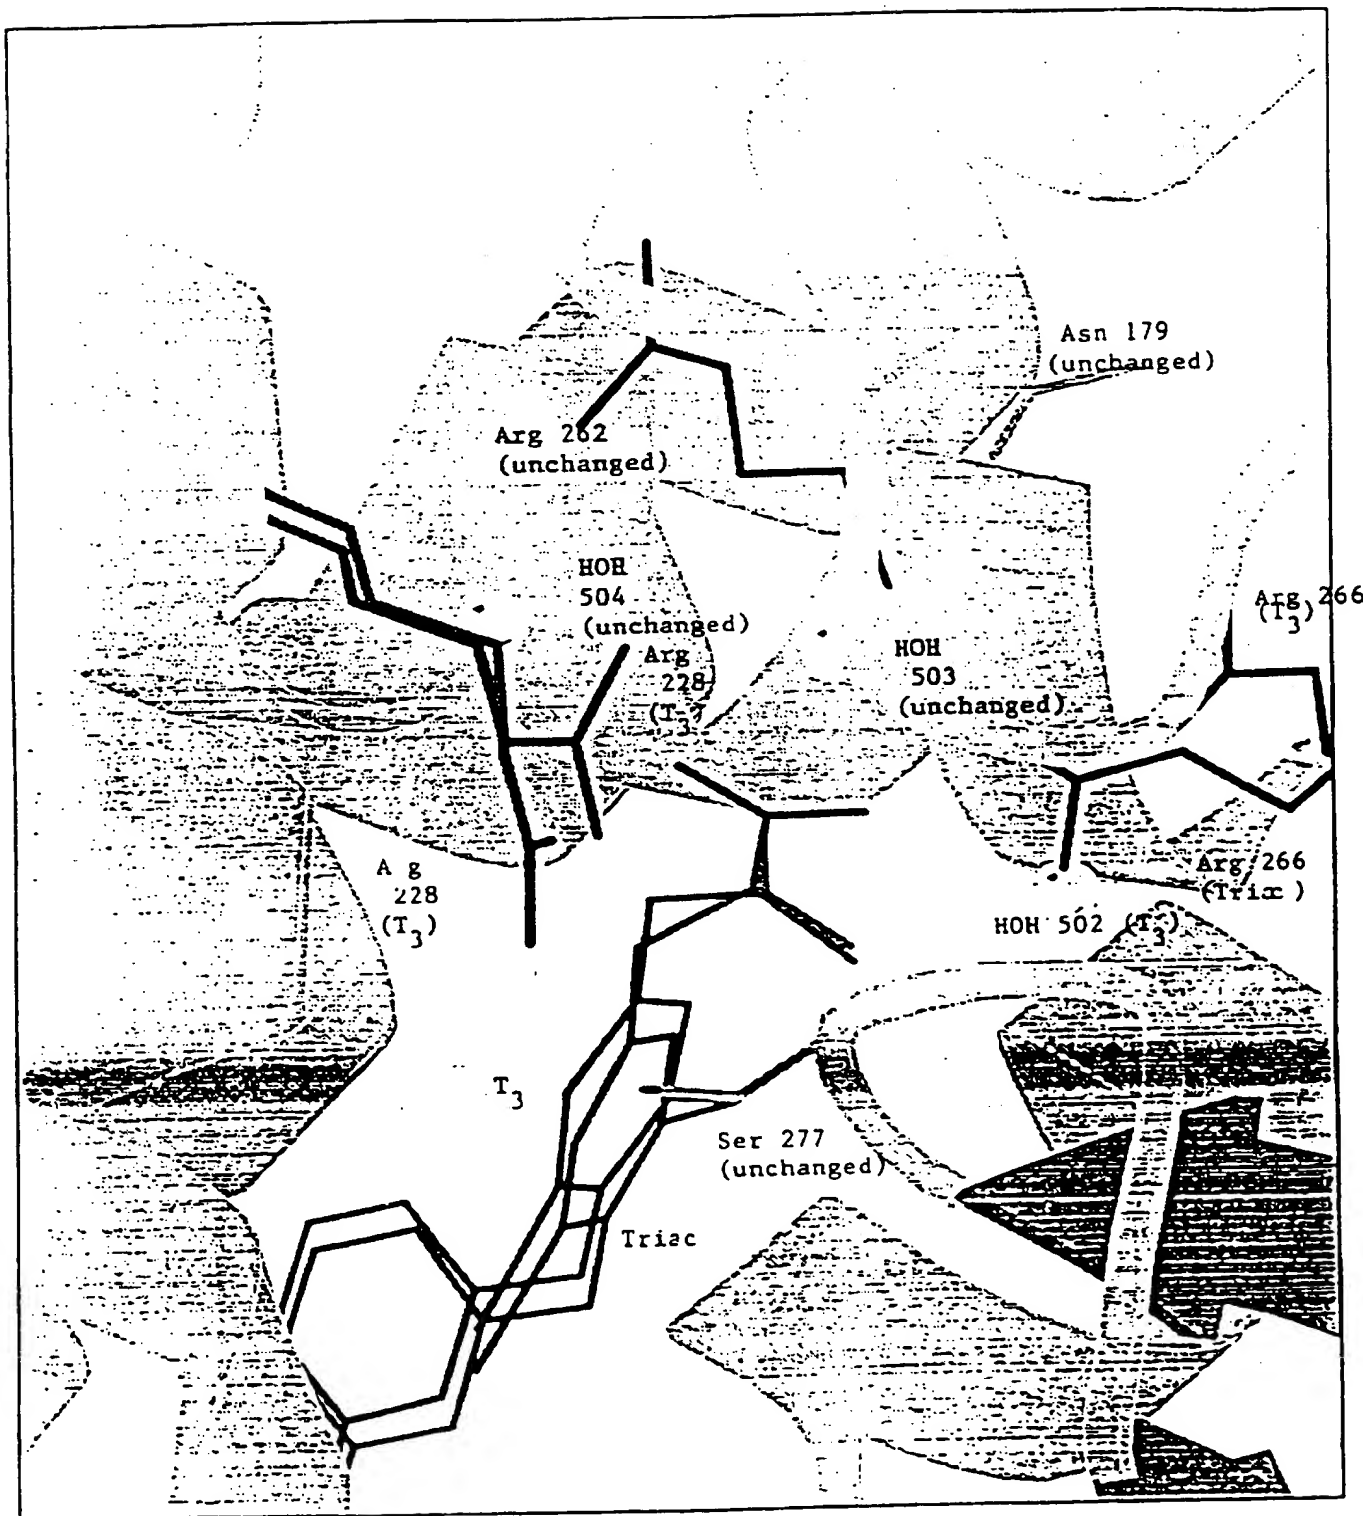 Asn 179
(unchanged)
Arg 262
(unchanged)
HOH
504
(unchanged)
Arg
228
(T3)
HOH
503
(unchanged)
Arg 266
(T3)
A g
228
(T3)
Arg 266
(Triac)
HOH 502 (T3)
T3
Ser 277
(unchanged)
Triac